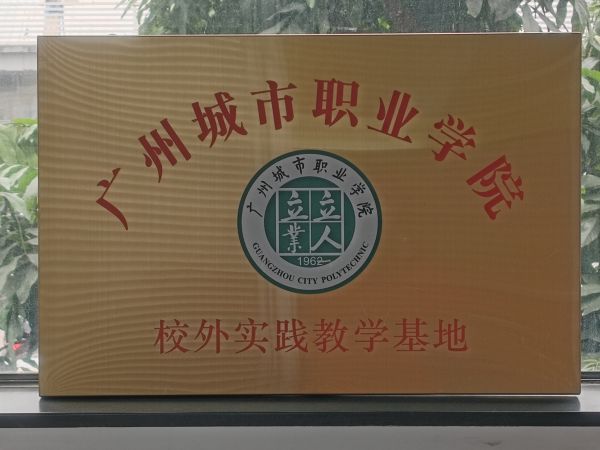 广州城市职业学院
广州城市职业学院
立立
業人
1962
GUANGZHOU CITY POLYTECHNIC
校外实践教学基地